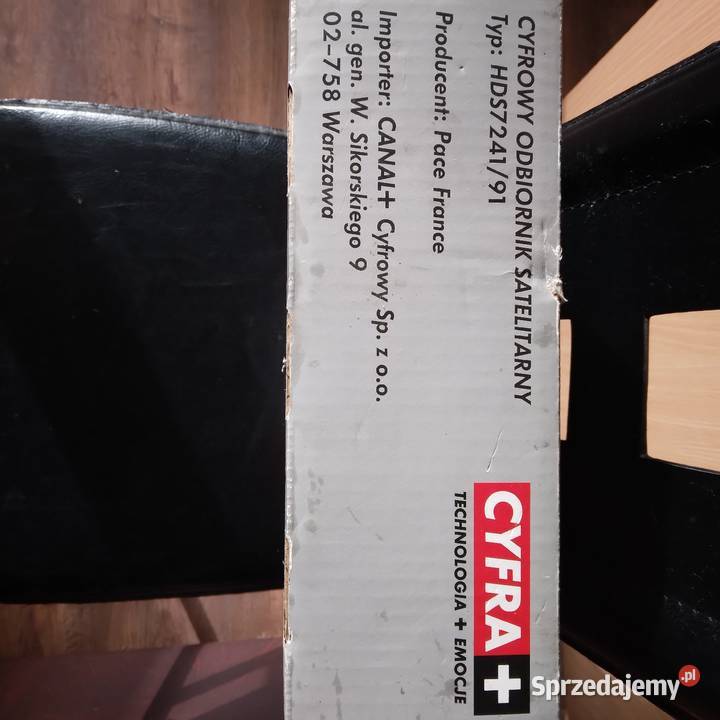 CYFROWY ODBIORNIK SATELITARNY
Typ: HDS7241/91
Producent: Pace France
Importer: CANAL+ Cyfrowy Sp. z o.o.
al. gen. W. Sikorskiego 9
02-758 Warszawa
CYFRA+
TECHNOLOGIA + EMOCJE
Sprzedajemy.pl